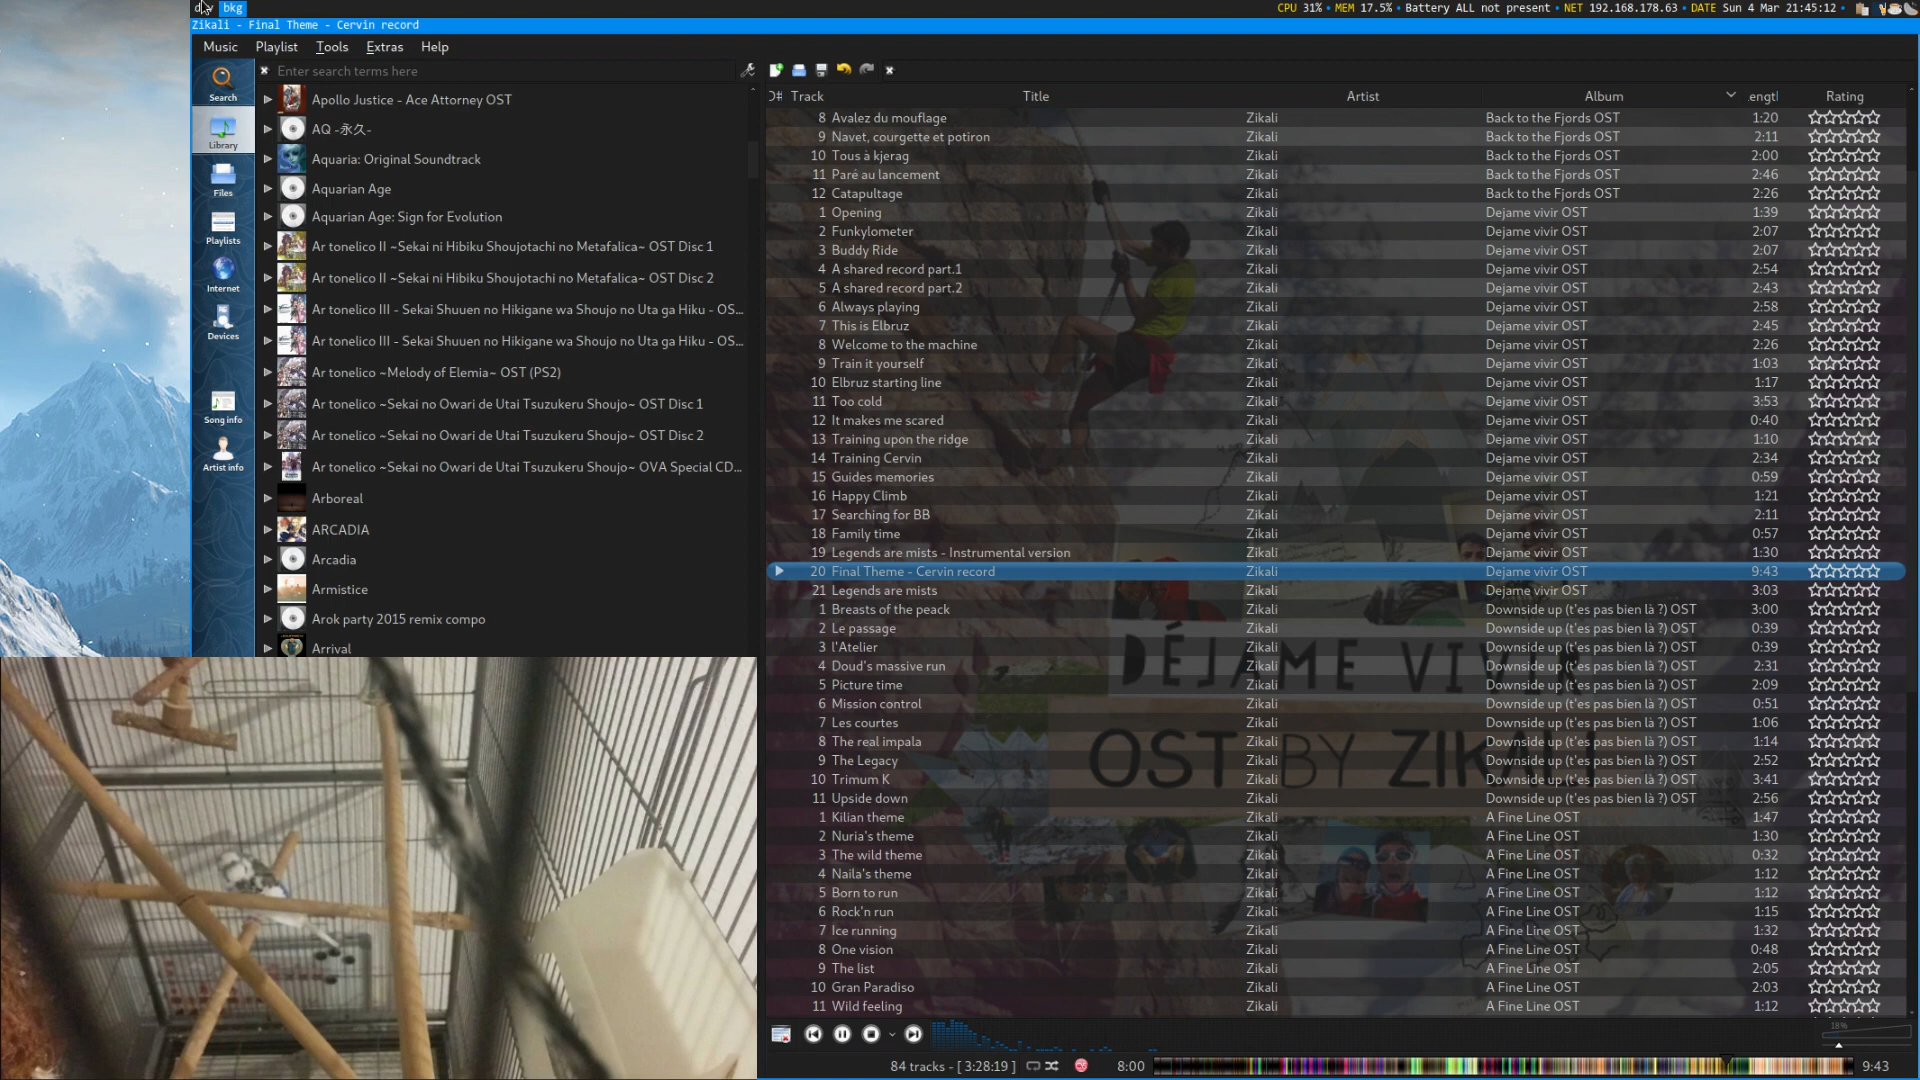 bkg CPU 31% • MEM 17.5% • Battery ALL not present • NET 192.168.178.63 • DATE Sun 4 Mar 21:45:12 •
Zikali - Final Theme - Cervin record
Music Playlist Tools Extras Help
Search
Library
Files
Playlists
Internet
Devices
Song info
Artist info
Enter search terms here
Apollo Justice - Ace Attorney OST
AQ -永久-
Aquaria: Original Soundtrack
Aquarian Age
Aquarian Age: Sign for Evolution
Ar tonelico II ~Sekai ni Hibiku Shoujotachi no Metafalica~ OST Disc 1
Ar tonelico II ~Sekai ni Hibiku Shoujotachi no Metafalica~ OST Disc 2
Ar tonelico III - Sekai Shuuen no Hikigane wa Shoujo no Uta ga Hiku - OS...
Ar tonelico III - Sekai Shuuen no Hikigane wa Shoujo no Uta ga Hiku - OS...
Ar tonelico ~Melody of Elemia~ OST (PS2)
Ar tonelico ~Sekai no Owari de Utai Tsuzukeru Shoujo~ OST Disc 1
Ar tonelico ~Sekai no Owari de Utai Tsuzukeru Shoujo~ OST Disc 2
Ar tonelico ~Sekai no Owari de Utai Tsuzukeru Shoujo~ OVA Special CD...
Arboreal
ARCADIA
Arcadia
Armistice
Arok party 2015 remix compo
Arrival
Track Title Artist Album engtl Rating
8 Avalez du mouflage Zikali Back to the Fjords OST 1:20
9 Navet, courgette et potiron Zikali Back to the Fjords OST 2:11
10 Tous à kjerag Zikali Back to the Fjords OST 2:00
11 Paré au lancement Zikali Back to the Fjords OST 2:46
12 Catapultage Zikali Back to the Fjords OST 2:26
1 Opening Zikali Dejame vivir OST 1:39
2 Funkylometer Zikali Dejame vivir OST 2:07
3 Buddy Ride Zikali Dejame vivir OST 2:07
4 A shared record part.1 Zikali Dejame vivir OST 2:54
5 A shared record part.2 Zikali Dejame vivir OST 2:43
6 Always playing Zikali Dejame vivir OST 2:58
7 This is Elbruz Zikali Dejame vivir OST 2:45
8 Welcome to the machine Zikali Dejame vivir OST 2:26
9 Train it yourself Zikali Dejame vivir OST 1:03
10 Elbruz starting line Zikali Dejame vivir OST 1:17
11 Too cold Zikali Dejame vivir OST 3:53
12 It makes me scared Zikali Dejame vivir OST 0:40
13 Training upon the ridge Zikali Dejame vivir OST 1:10
14 Training Cervin Zikali Dejame vivir OST 2:34
15 Guides memories Zikali Dejame vivir OST 0:59
16 Happy Climb Zikali Dejame vivir OST 1:21
17 Searching for BB Zikali Dejame vivir OST 2:11
18 Family time Zikali Dejame vivir OST 0:57
19 Legends are mists - Instrumental version Zikali Dejame vivir OST 1:30
20 Final Theme - Cervin record Zikali Dejame vivir OST 9:43
21 Legends are mists Zikali Dejame vivir OST 3:03
1 Breasts of the peack Zikali Downside up (t'es pas bien là ?) OST 3:00
2 Le passage Zikali Downside up (t'es pas bien là ?) OST 0:39
3 l'Atelier Zikali Downside up (t'es pas bien là ?) OST 0:39
4 Doud's massive run Zikali Downside up (t'es pas bien là ?) OST 2:31
5 Picture time Zikali Downside up (t'es pas bien là ?) OST 2:09
6 Mission control Zikali Downside up (t'es pas bien là ?) OST 0:51
7 Les courtes Zikali Downside up (t'es pas bien là ?) OST 1:06
8 The real impala Zikali Downside up (t'es pas bien là ?) OST 1:14
9 The Legacy Zikali Downside up (t'es pas bien là ?) OST 2:52
10 Trimum K Zikali Downside up (t'es pas bien là ?) OST 3:41
11 Upside down Zikali Downside up (t'es pas bien là ?) OST 2:56
1 Kilian theme Zikali A Fine Line OST 1:47
2 Nuria's theme Zikali A Fine Line OST 1:30
3 The wild theme Zikali A Fine Line OST 0:32
4 Naila's theme Zikali A Fine Line OST 1:12
5 Born to run Zikali A Fine Line OST 1:12
6 Rock'n run Zikali A Fine Line OST 1:15
7 Ice running Zikali A Fine Line OST 1:32
8 One vision Zikali A Fine Line OST 0:48
9 The list Zikali A Fine Line OST 2:05
10 Gran Paradiso Zikali A Fine Line OST 2:03
11 Wild feeling Zikali A Fine Line OST 1:12
DÉJAME VIVIR
OST BY ZIK
18%
84 tracks - [ 3:28:19 ] 8:00 9:43